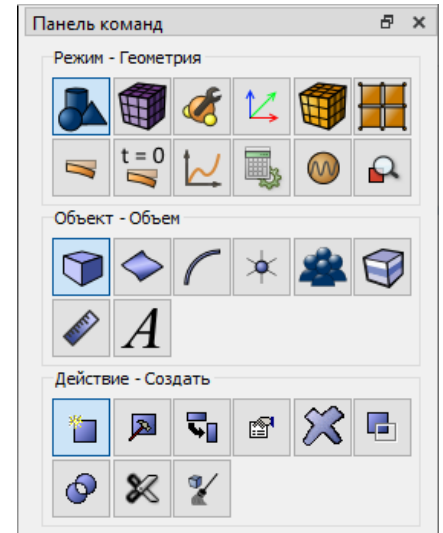 Панель команд
Режим - Геометрия
t = 0
Объект - Объем
A
Действие - Создать